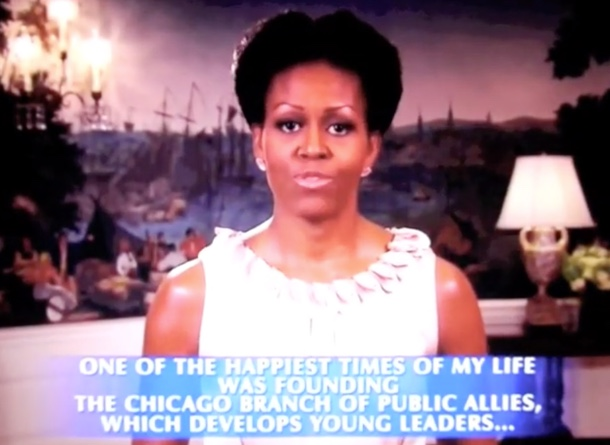 ONE OF THE HAPPIEST TIMES OF MY LIFE
WAS FOUNDING
THE CHICAGO BRANCH OF PUBLIC ALLIES,
WHICH DEVELOPS YOUNG LEADERS...